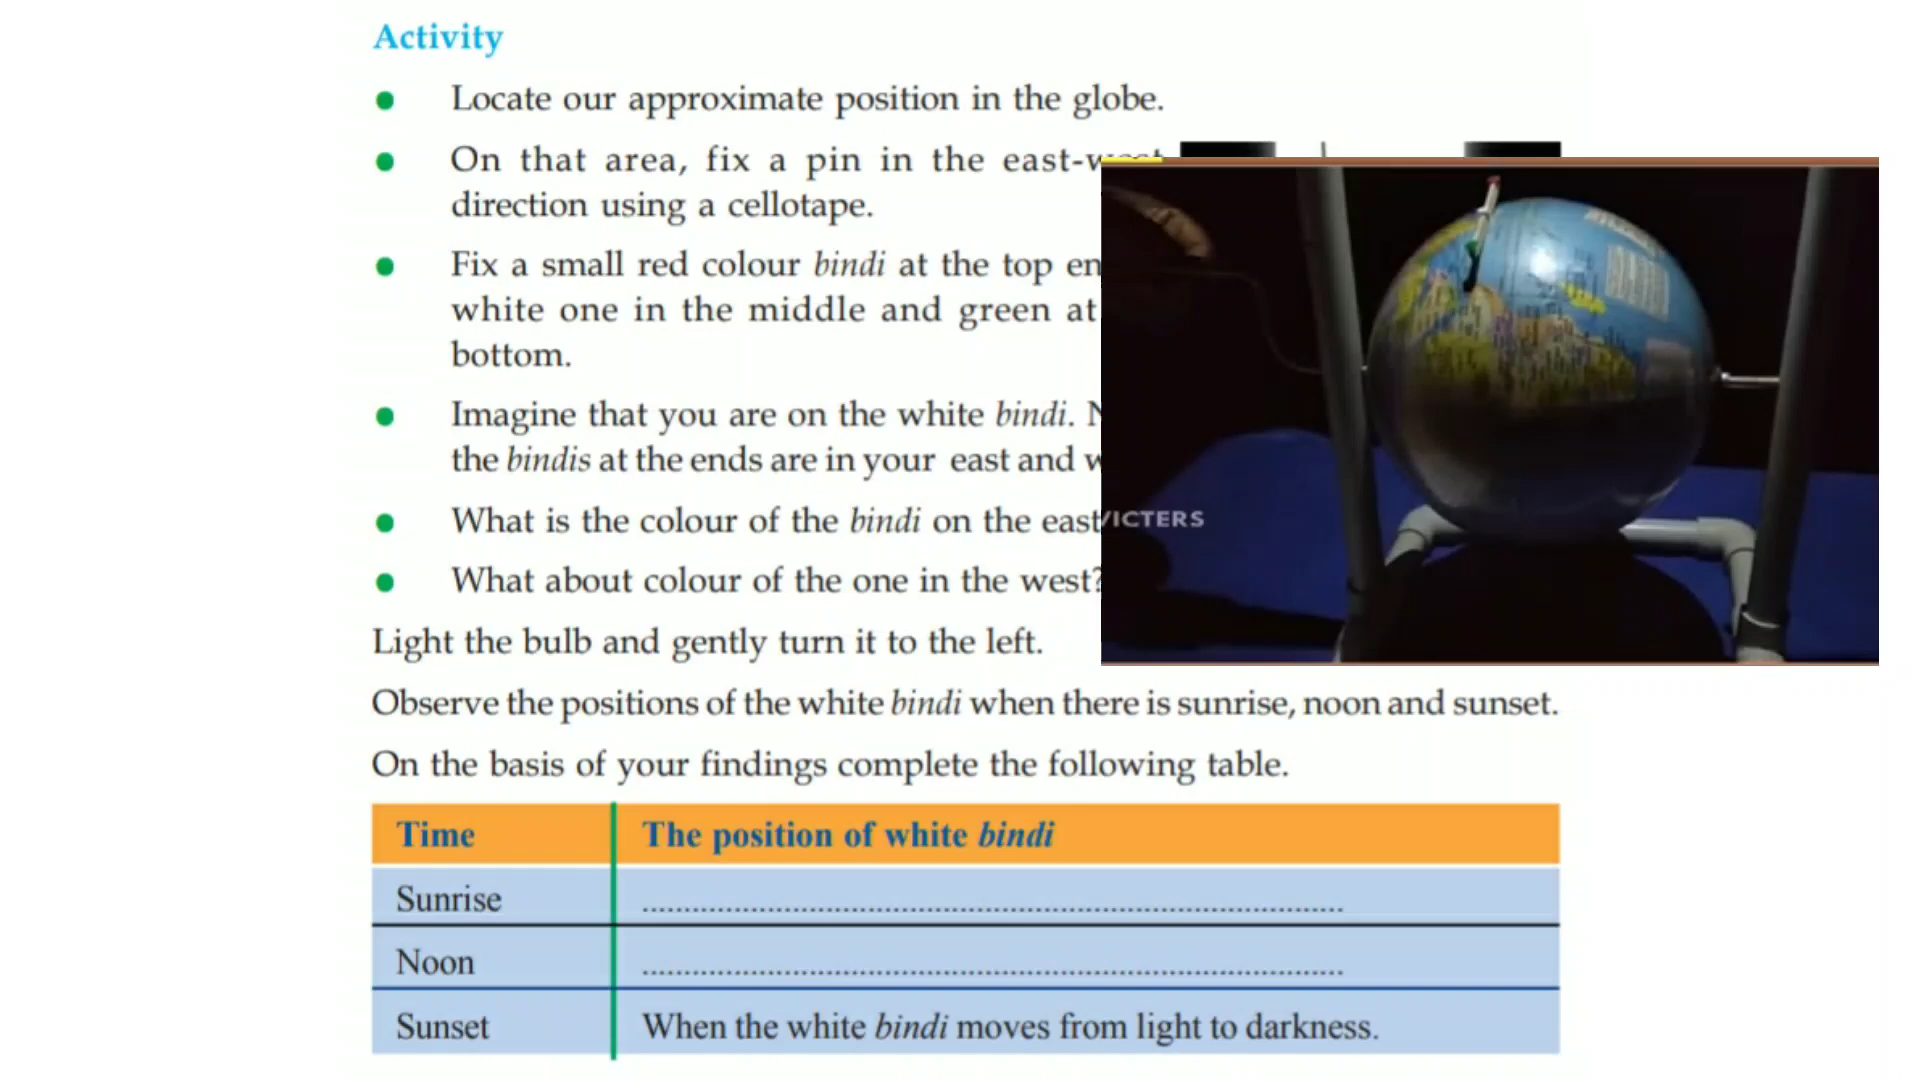 Activity
Locate our approximate position in the globe.
On that area, fix a pin in the east-west
direction using a cellotape.
Fix a small red colour bindi at the top en
white one in the middle and green at
bottom.
Imagine that you are on the white bindi.
the bindis at the ends are in your east and w
What is the colour of the bindi on the east
What about colour of the one in the west?
Light the bulb and gently turn it to the left.
Observe the positions of the white bindi when there is sunrise, noon and sunset.
On the basis of your findings complete the following table.
Time The position of white bindi
Sunrise ....................................................................................
Noon ....................................................................................
Sunset When the white bindi moves from light to darkness.
VICTERS